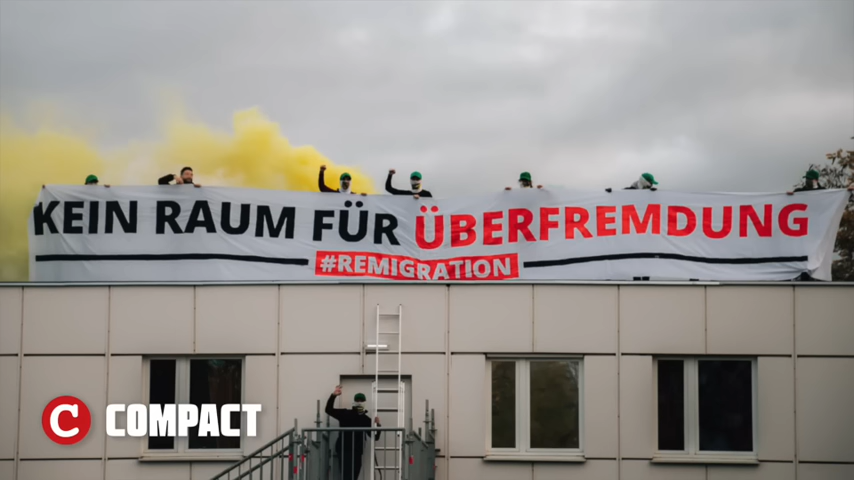 KEIN RAUM FÜR ÜBERFREMDUNG
#REMIGRATION
C COMPACT